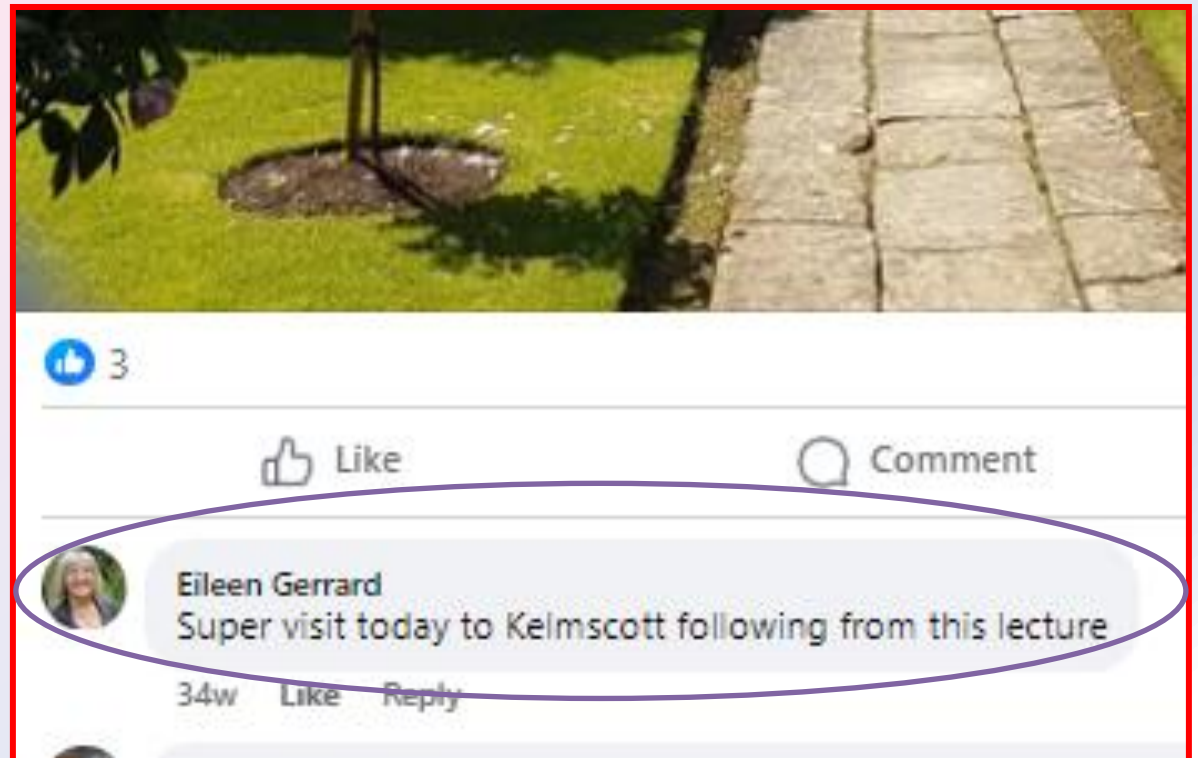 3
Like Comment
Eileen Gerrard
Super visit today to Kelmscott following from this lecture
34w Like Reply